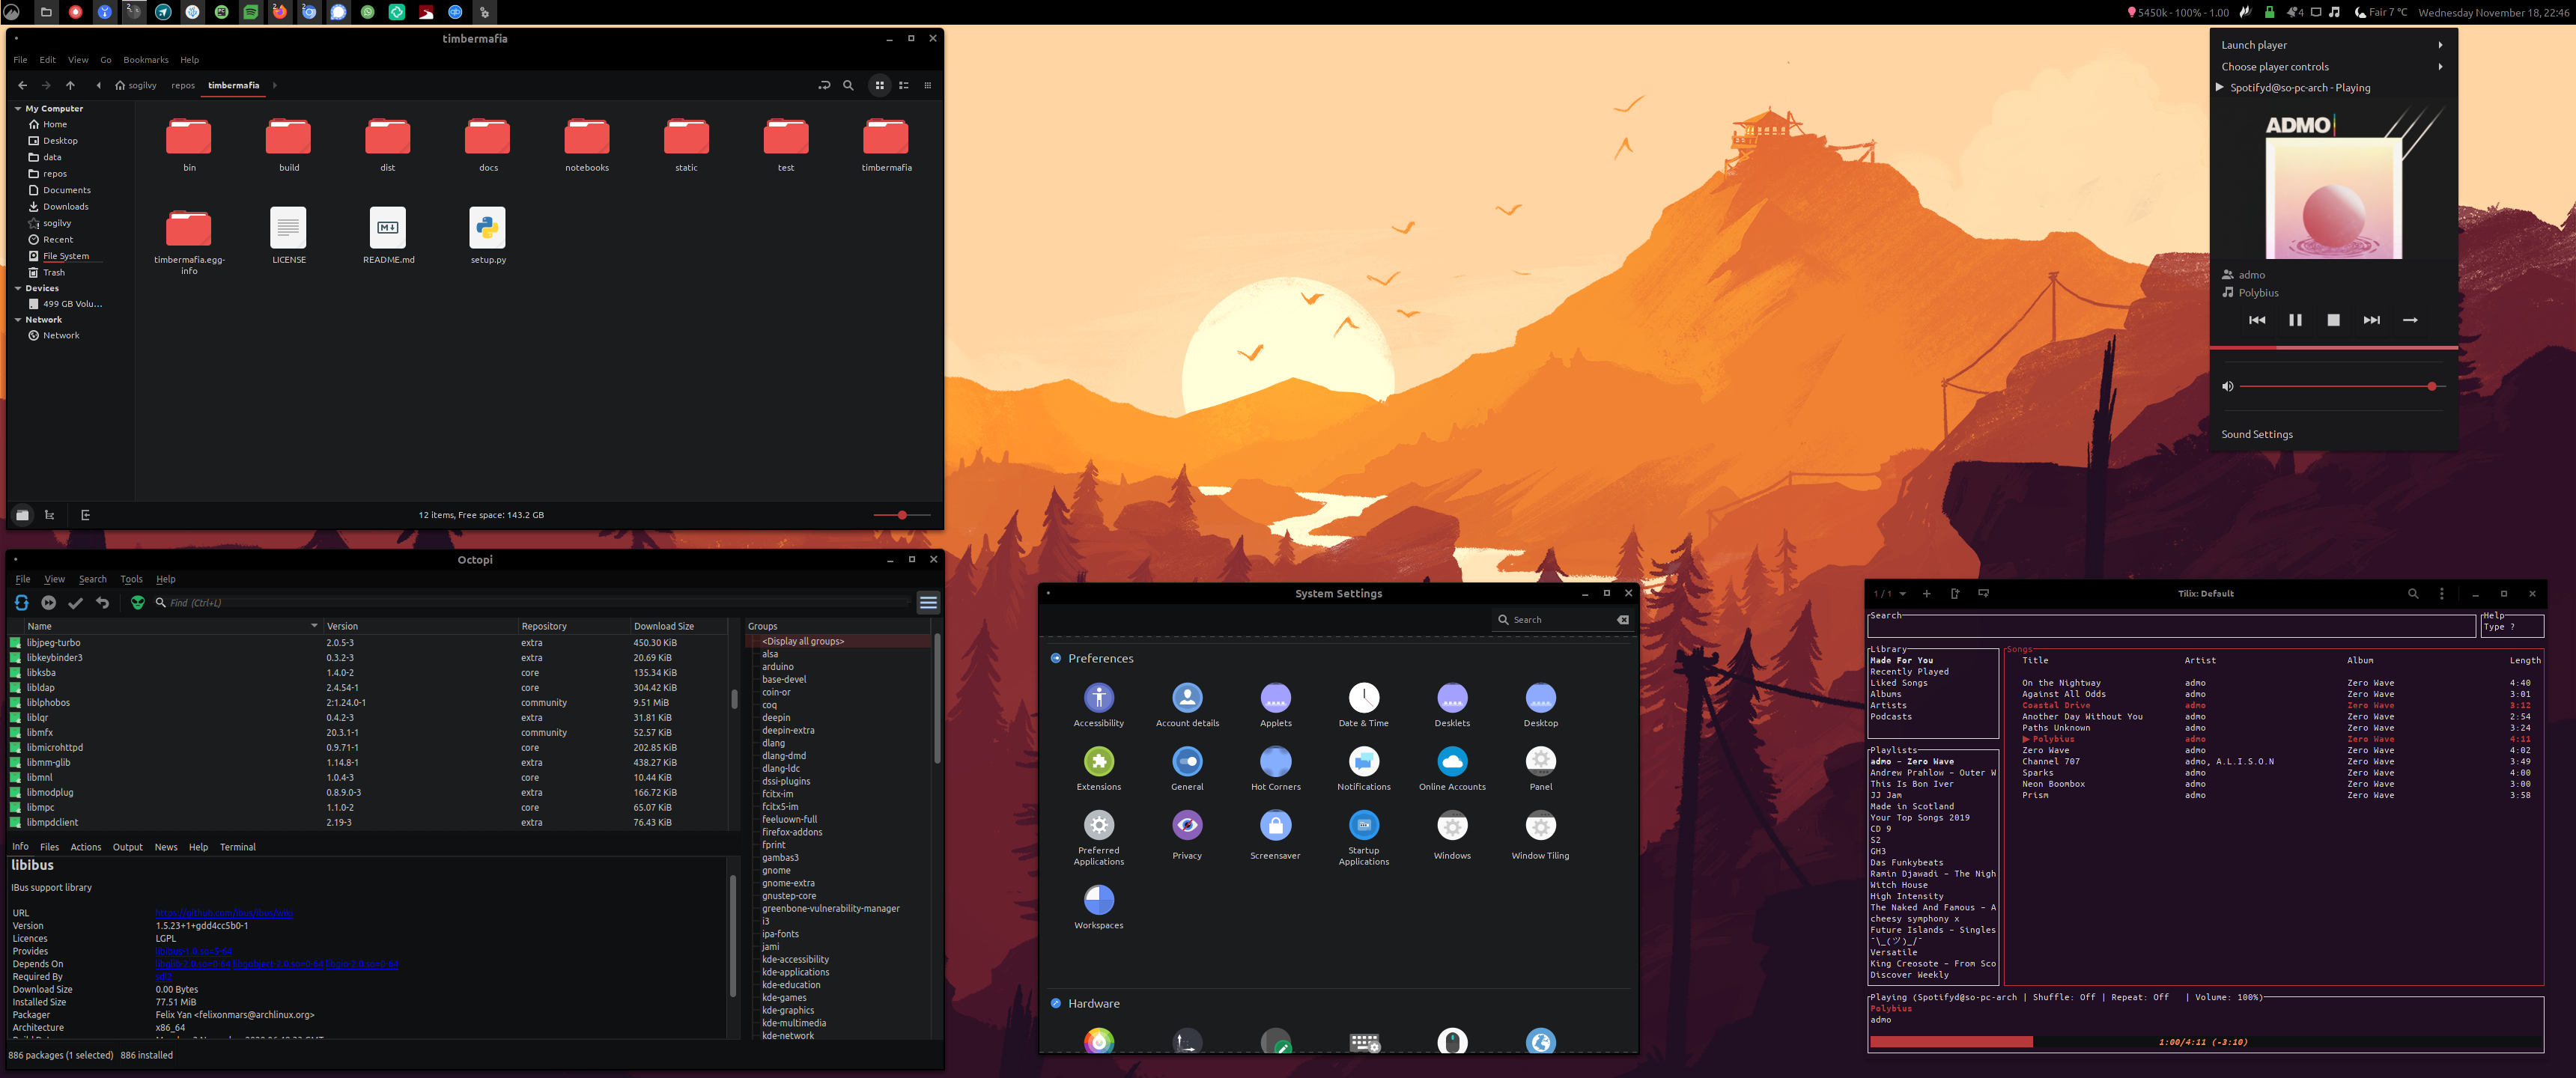 2
2
2
5450k - 100% - 1.00
4
Fair 7 °C
Wednesday November 18, 22:46
timbermafia
File Edit View Go Bookmarks Help
sogilvy repos timbermafia
My Computer
Home
Desktop
data
repos
Documents
Downloads
sogilvy
Recent
File System
Trash
Devices
499 GB Volu...
Network
Network
bin build dist docs notebooks static test timbermafia
timbermafia.egg-
info
LICENSE README.md setup.py
12 items, Free space: 143.2 GB
Launch player
Choose player controls
Spotifyd@so-pc-arch - Playing
ADMO
admo
Polybius
Sound Settings
Octopi
File View Search Tools Help
Find (Ctrl+L)
Name Version Repository Download Size
libjpeg-turbo 2.0.5-3 extra 450.30 KiB
libkeybinder3 0.3.2-3 extra 20.69 KiB
libksba 1.4.0-2 core 135.34 KiB
libldap 2.4.54-1 core 304.42 KiB
liblphobos 2:1.24.0-1 community 9.51 MiB
liblqr 0.4.2-3 extra 31.81 KiB
libmfx 20.3.1-1 community 52.57 KiB
libmicrohttpd 0.9.71-1 core 202.85 KiB
libmm-glib 1.14.8-1 extra 438.27 KiB
libmnl 1.0.4-3 core 10.44 KiB
libmodplug 0.8.9.0-3 extra 166.72 KiB
libmpc 1.1.0-2 core 65.07 KiB
libmpdclient 2.19-3 extra 76.43 KiB
Groups
<Display all groups>
alsa
arduino
base-devel
coin-or
coq
deepin
deepin-extra
dlang
dlang-dmd
dlang-ldc
dssi-plugins
fcitx-im
fcitx5-im
feeluown-full
firefox-addons
fprint
gambas3
gnome
gnome-extra
gnustep-core
greenbone-vulnerability-manager
i3
ipa-fonts
jami
kde-accessibility
kde-applications
kde-education
kde-games
kde-graphics
kde-multimedia
kde-network
Info Files Actions Output News Help Terminal
libibus
IBus support library
URL
Version 1.5.23+1+gdd4cc5b0-1
Licences LGPL
Provides
Depends On
Required By
Download Size 0.00 Bytes
Installed Size 77.51 MiB
Packager Felix Yan <felixonmars@archlinux.org>
Architecture x86_64
886 packages (1 selected) 886 installed
System Settings
Search
Preferences
Accessibility Account details Applets Date & Time Desklets Desktop
Extensions General Hot Corners Notifications Online Accounts Panel
Preferred
Applications
Privacy Screensaver
Startup
Applications
Windows Window Tiling
Workspaces
Hardware
1 / 1
Tilix: Default
Search
Help
Type ?
Library
Made For You
Recently Played
Liked Songs
Albums
Artists
Podcasts
Playlists
admo - Zero Wave
Andrew Prahlow - Outer W
This Is Bon Iver
JJ Jam
Made in Scotland
Your Top Songs 2019
CD 9
S2
GH3
Das Funkybeats
Ramin Djawadi - The Nigh
Witch House
High Intensity
The Naked And Famous - A
cheesy symphony x
Future Islands - Singles
¯\_(ツ)_/¯
Versatile
King Creosote - From Sco
Discover Weekly
Songs
Title Artist Album Length
On the Nightway admo Zero Wave 4:40
Against All Odds admo Zero Wave 3:01
Coastal Drive admo Zero Wave 3:12
Another Day Without You admo Zero Wave 2:54
Paths Unknown admo Zero Wave 3:24
▶ Polybius admo Zero Wave 4:11
Zero Wave admo Zero Wave 4:02
Channel 707 admo, A.L.I.S.O.N Zero Wave 3:49
Sparks admo Zero Wave 4:00
Neon Boombox admo Zero Wave 3:00
Prism admo Zero Wave 3:58
Playing (Spotifyd@so-pc-arch | Shuffle: Off | Repeat: Off | Volume: 100%)
Polybius
admo
1:00/4:11 (-3:10)